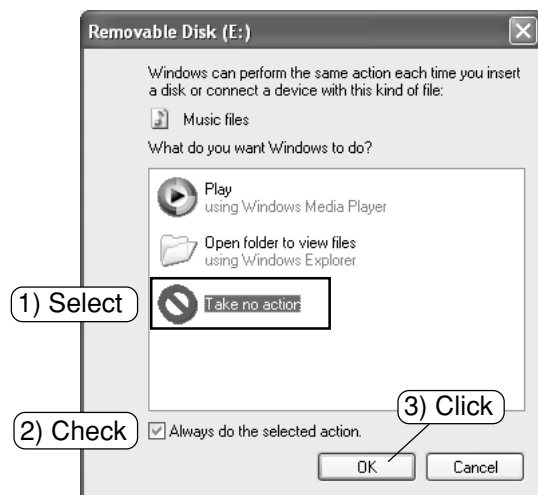 Removable Disk (E:)
Windows can perform the same action each time you insert
a disk or connect a device with this kind of file:
Music files
What do you want Windows to do?
Play
using Windows Media Player
Open folder to view files
using Windows Explorer
1) Select
Take no action
3) Click
2) Check
Always do the selected action.
OK
Cancel